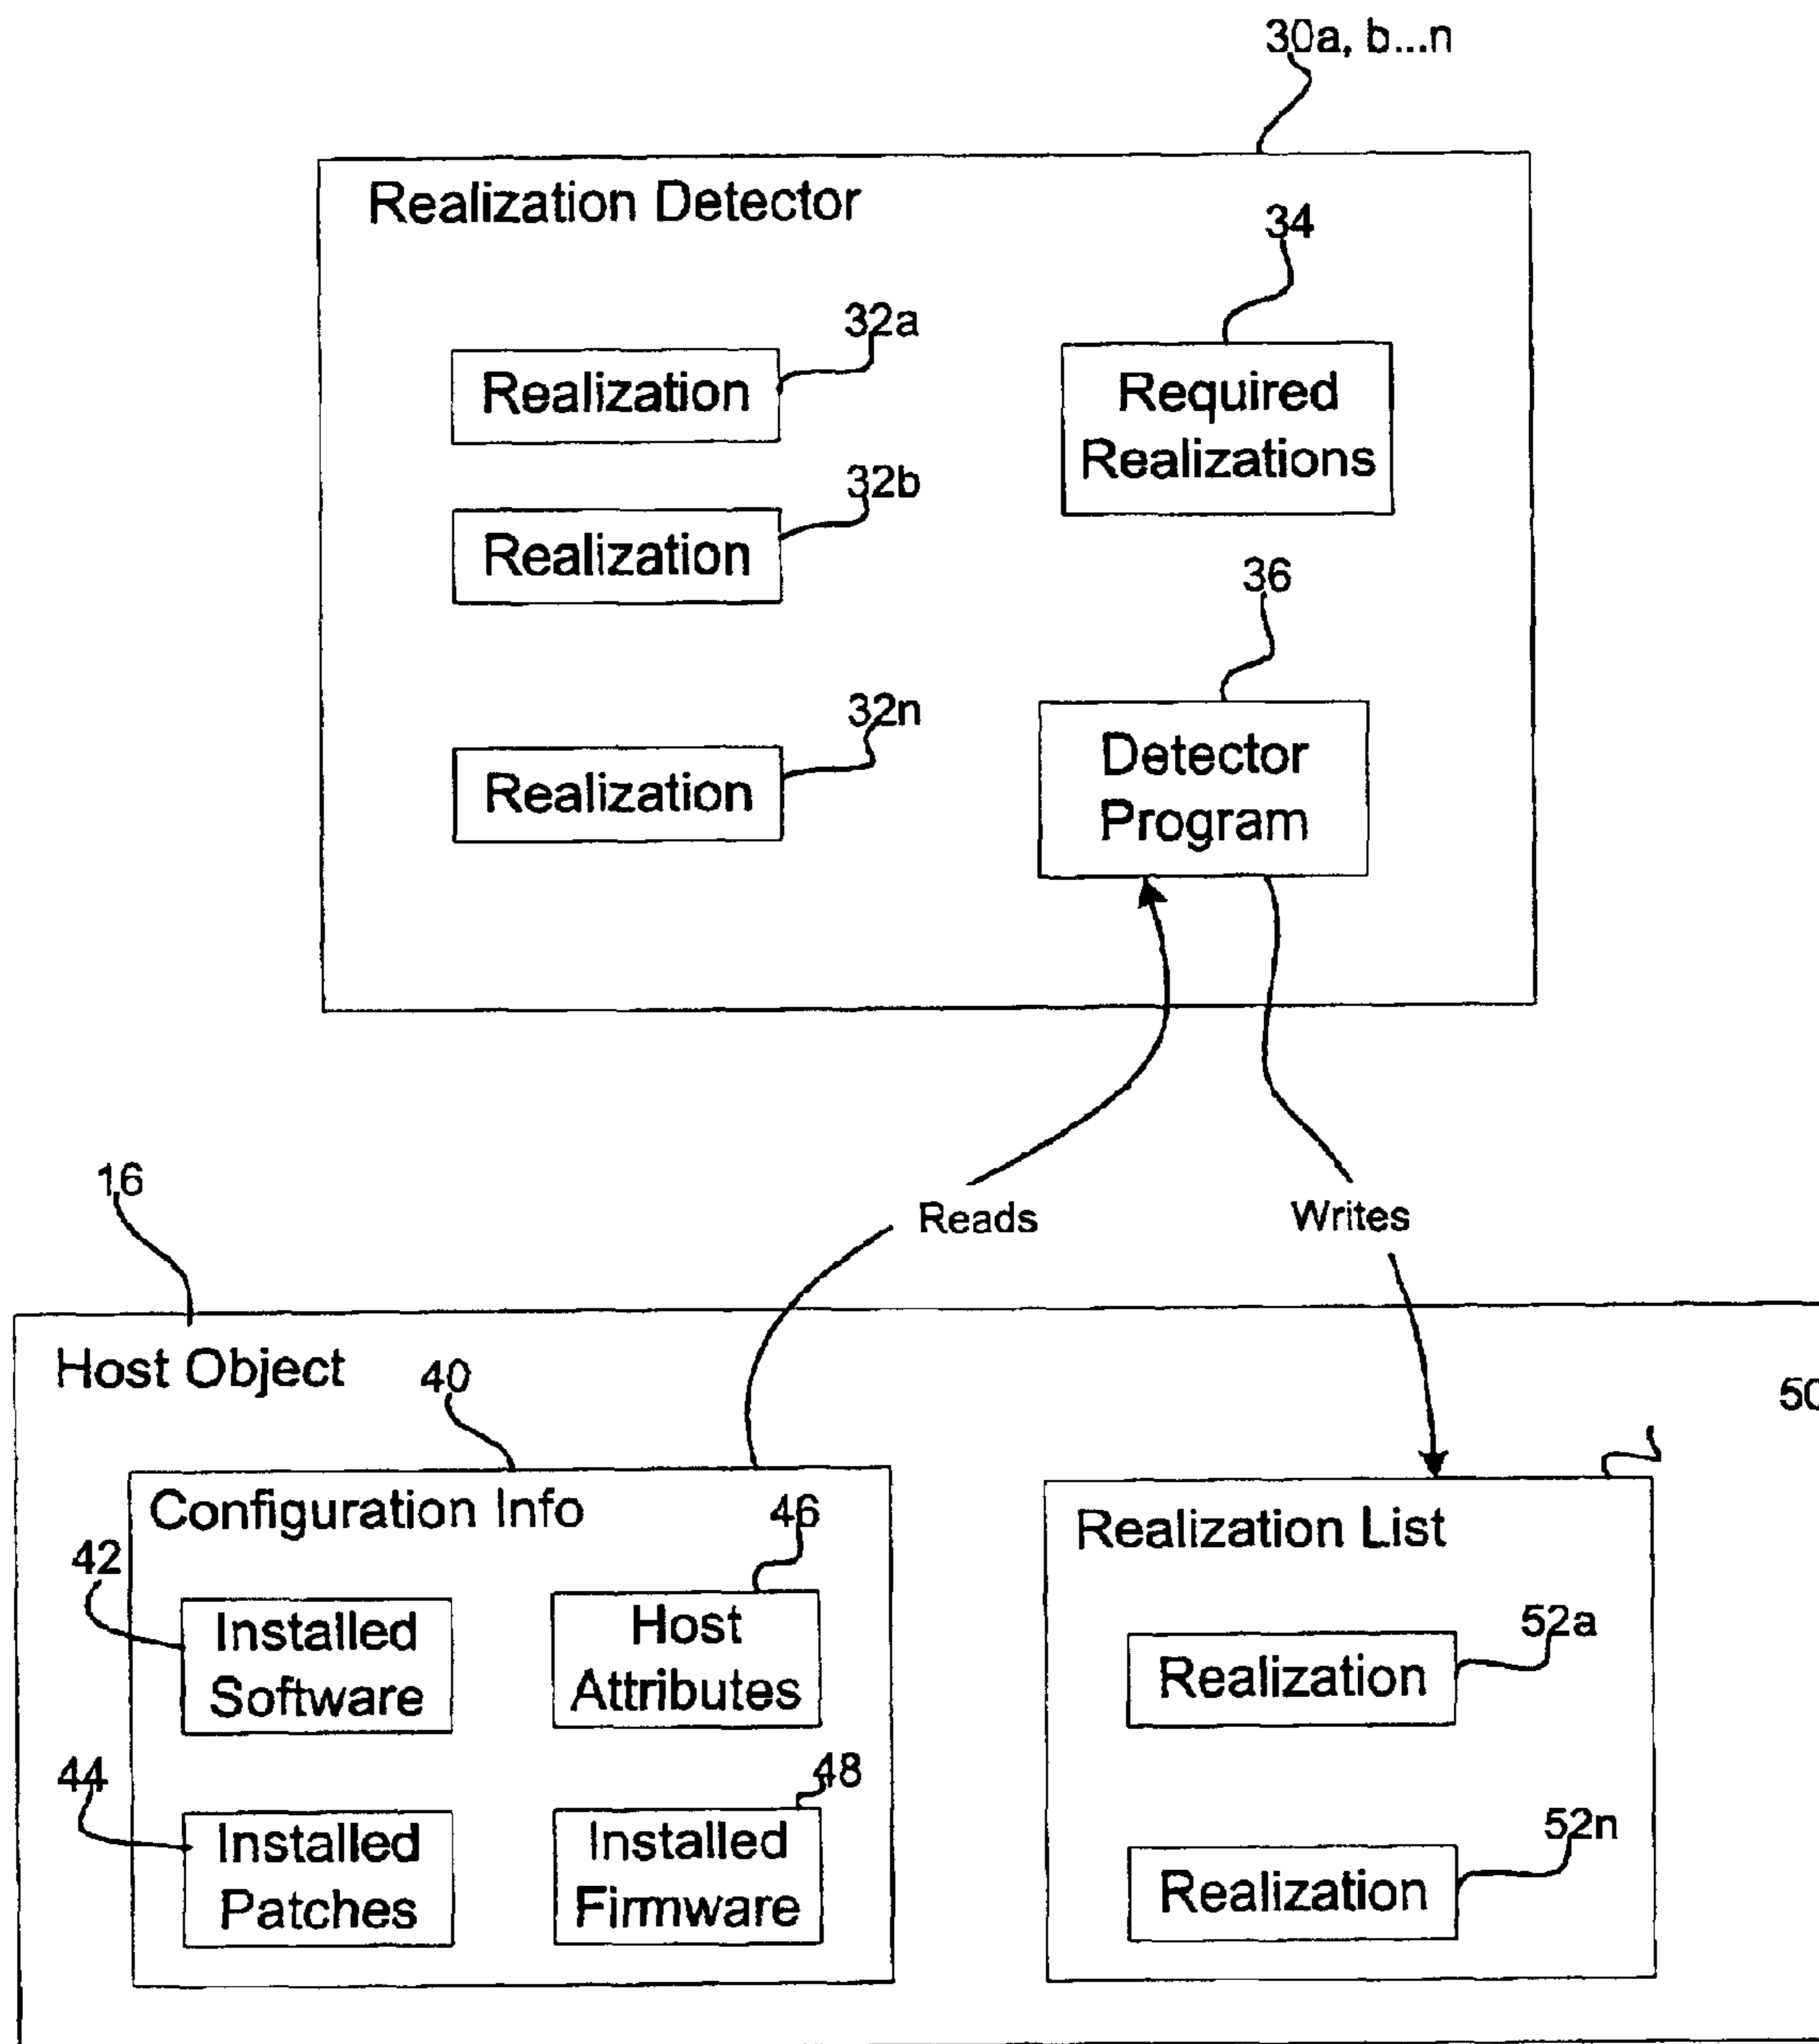 30a, b...n
Realization Detector
34
32a
Realization
Required
Realizations
32b
Realization
36
32n
Realization
Detector
Program
16
Reads
Writes
Host Object
40
50
Configuration Info
46
Realization List
42
Installed
Software
Host
Attributes
52a
Realization
44
48
Installed
Patches
Installed
Firmware
52n
Realization